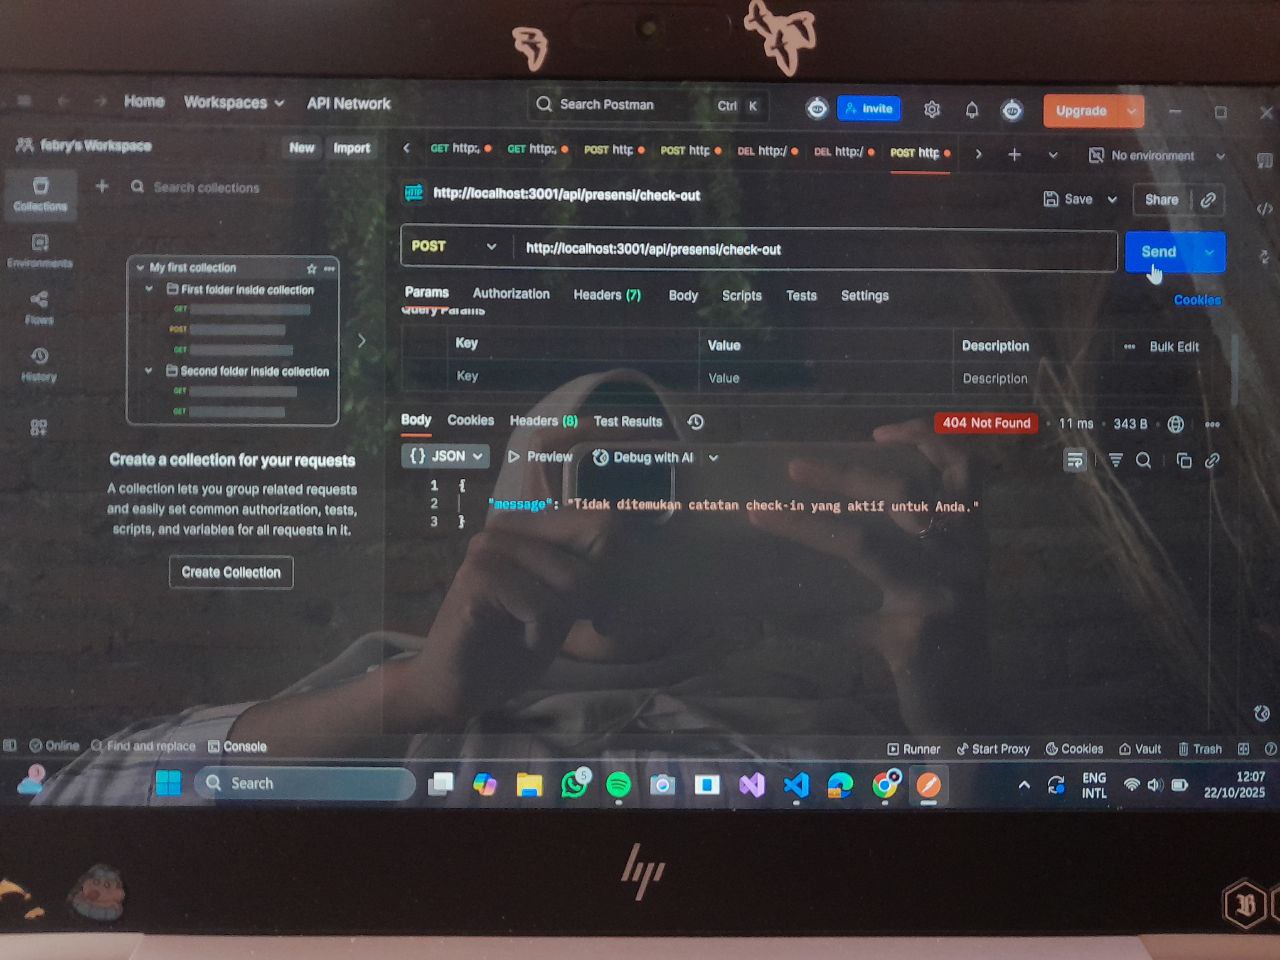 Home Workspaces API Network Search Postman Ctrl K Invite Upgrade
febry's Workspace New Import GET http:, GET http:, POST http POST http DEL http:/ DEL http:/ POST http No environment
Search collections
http://localhost:3001/api/presensi/check-out Save Share
Collections
POST http://localhost:3001/api/presensi/check-out Send
Environments
My first collection
First folder inside collection
GET
POST
GET
Second folder inside collection
GET
GET
Flows
History
Params Authorization Headers (7) Body Scripts Tests Settings Cookies
Query Params
Key Value Description Bulk Edit
Key Value Description
Body Cookies Headers (8) Test Results 404 Not Found 11 ms 343 B
{} JSON Preview Debug with AI
1 {
2 "message": "Tidak ditemukan catatan check-in yang aktif untuk Anda."
3 }
Create a collection for your requests
A collection lets you group related requests
and easily set common authorization, tests,
scripts, and variables for all requests in it.
Create Collection
Online Find and replace Console Runner Start Proxy Cookies Vault Trash
1 Search 5 ENG INTL 12:07
22/10/2025
hp
B